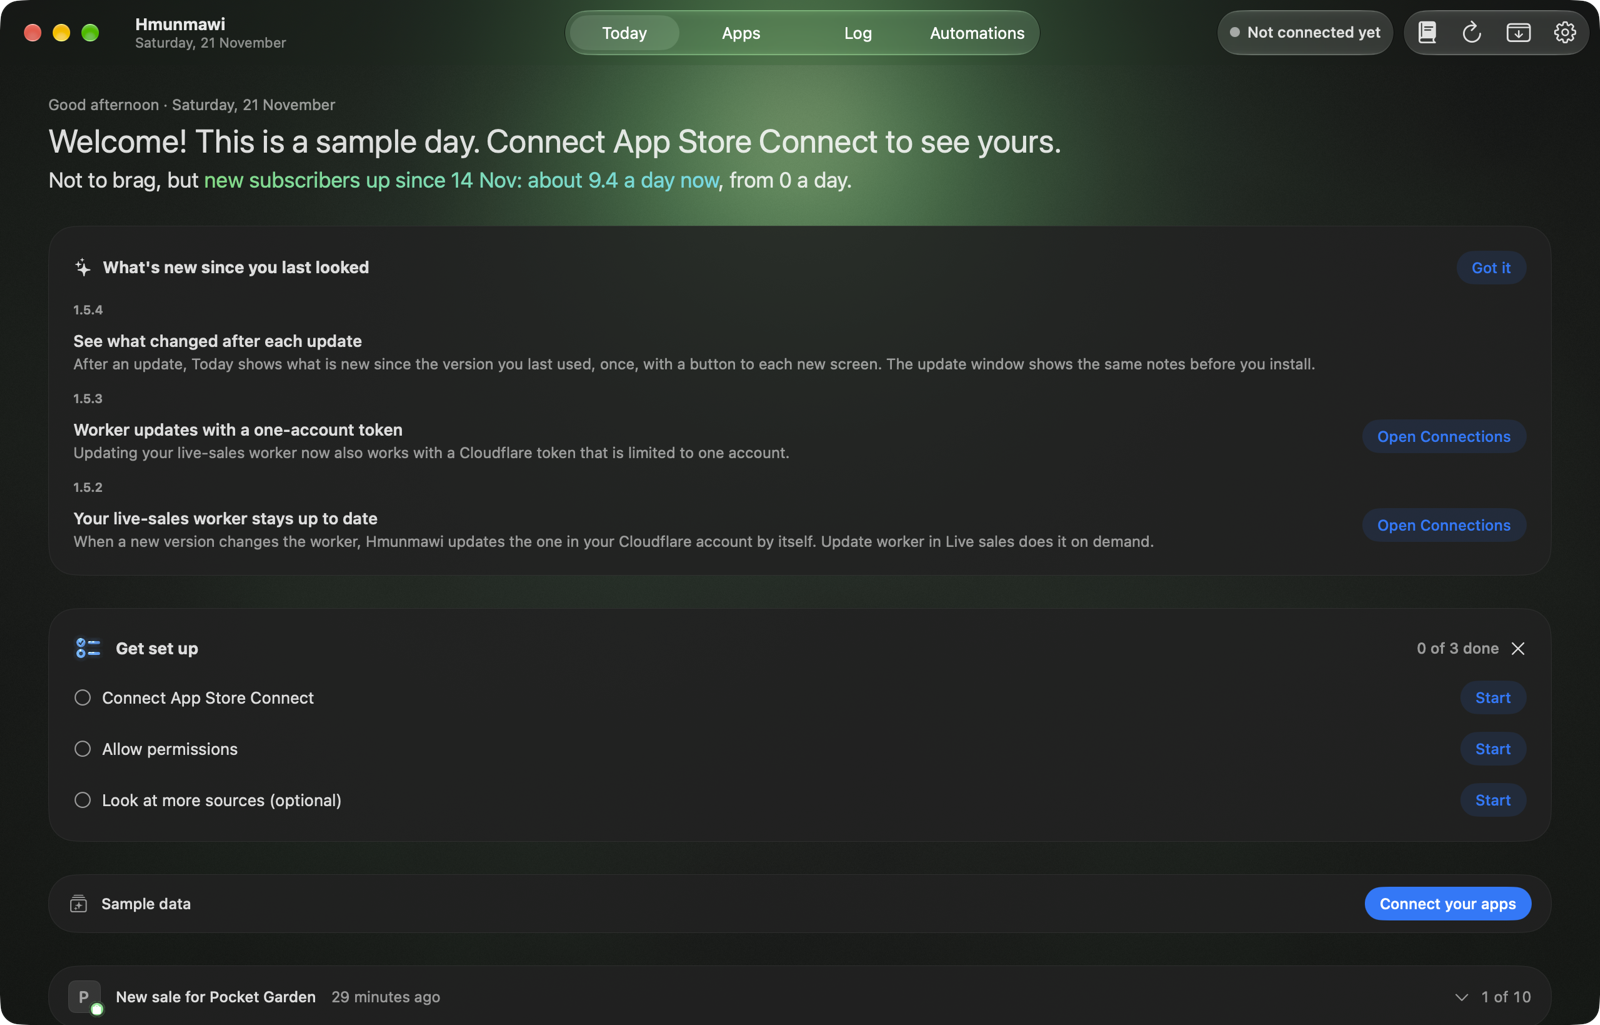 Hmunmawi
Saturday, 21 November
Today
Apps
Log
Automations
Not connected yet
Good afternoon · Saturday, 21 November
Welcome! This is a sample day. Connect App Store Connect to see yours.
Not to brag, but new subscribers up since 14 Nov: about 9.4 a day now, from 0 a day.
What's new since you last looked
Got it
1.5.4
See what changed after each update
After an update, Today shows what is new since the version you last used, once, with a button to each new screen. The update window shows the same notes before you install.
1.5.3
Worker updates with a one-account token
Updating your live-sales worker now also works with a Cloudflare token that is limited to one account.
Open Connections
1.5.2
Your live-sales worker stays up to date
When a new version changes the worker, Hmunmawi updates the one in your Cloudflare account by itself. Update worker in Live sales does it on demand.
Open Connections
Get set up
0 of 3 done
Connect App Store Connect
Start
Allow permissions
Start
Look at more sources (optional)
Start
Sample data
Connect your apps
P
New sale for Pocket Garden
29 minutes ago
1 of 10